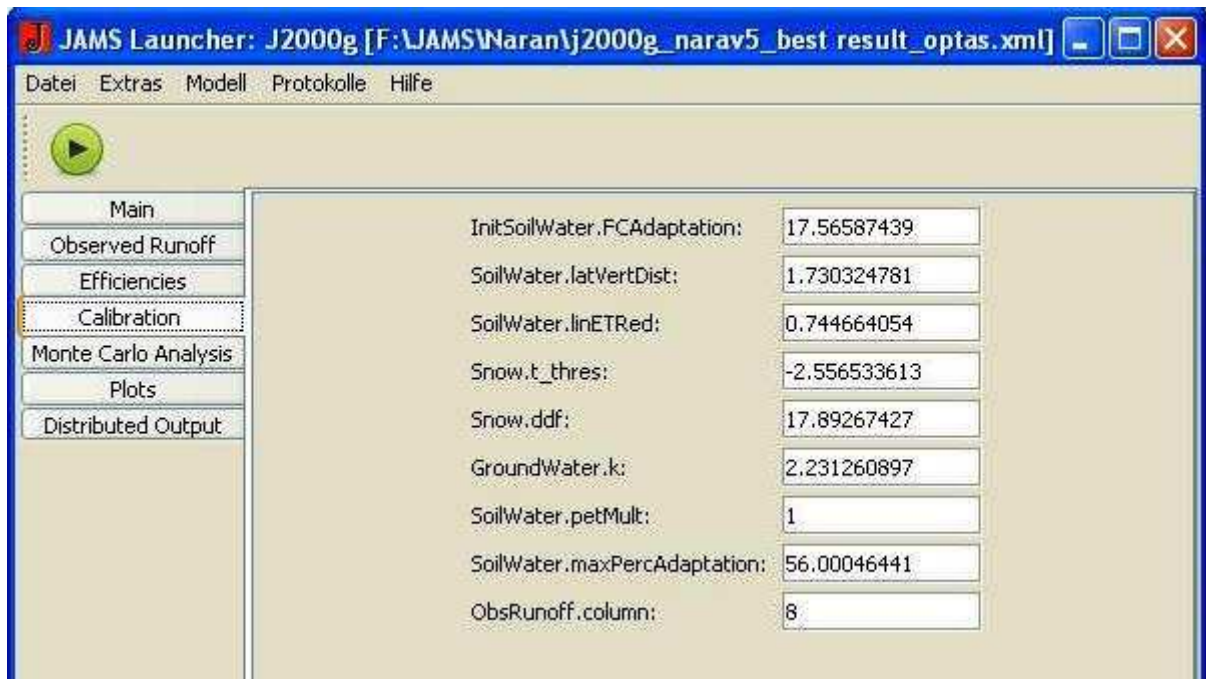 JAMS Launcher: J2000g [F:\JAMS\Naran\j2000g_narav5_best result_optas.xml]
Datei Extras Modell Protokolle Hilfe
Main
Observed Runoff
Efficiencies
Calibration
Monte Carlo Analysis
Plots
Distributed Output
InitSoilWater.FCAdaptation: 17.56587439
SoilWater.latVertDist: 1.730324781
SoilWater.linETRed: 0.744664054
Snow.t_thres: -2.556533613
Snow.ddf: 17.89267427
GroundWater.k: 2.231260897
SoilWater.petMult: 1
SoilWater.maxPercAdaptation: 56.00046441
ObsRunoff.column: 8